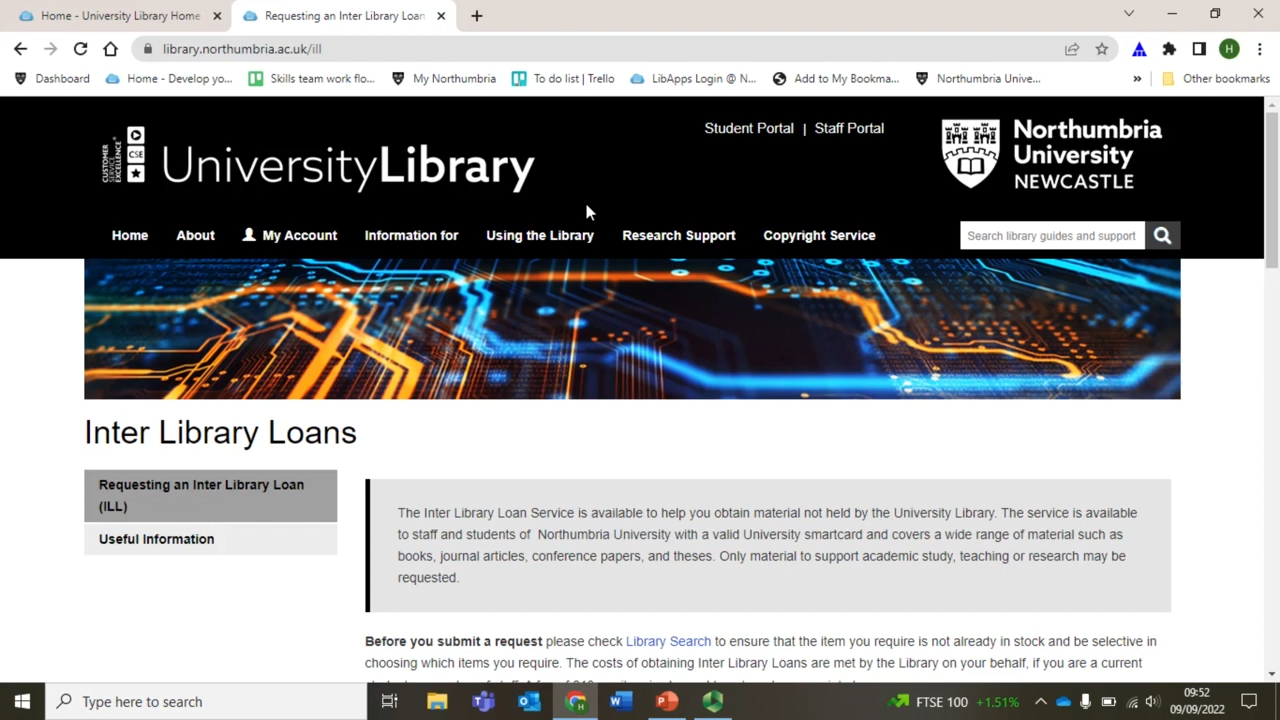 Home - University Library Home
Requesting an Inter Library Loan
library.northumbria.ac.uk/ill
H
Dashboard
Home - Develop yo...
Skills team work flo...
My Northumbria
To do list | Trello
LibApps Login @ N...
Add to My Bookma...
Northumbria Unive...
»
Other bookmarks
CUSTOMER SERVICE EXCELLENCE
CSE
UniversityLibrary
Student Portal | Staff Portal
Northumbria
University
NEWCASTLE
Home
About
My Account
Information for
Using the Library
Research Support
Copyright Service
Search library guides and support
Inter Library Loans
Requesting an Inter Library Loan
(ILL)
Useful Information
The Inter Library Loan Service is available to help you obtain material not held by the University Library. The service is available
to staff and students of Northumbria University with a valid University smartcard and covers a wide range of material such as
books, journal articles, conference papers, and theses. Only material to support academic study, teaching or research may be
requested.
Before you submit a request please check Library Search to ensure that the item you require is not already in stock and be selective in
choosing which items you require. The costs of obtaining Inter Library Loans are met by the Library on your behalf, if you are a current
Type here to search
FTSE 100 +1.51%
09:52
09/09/2022